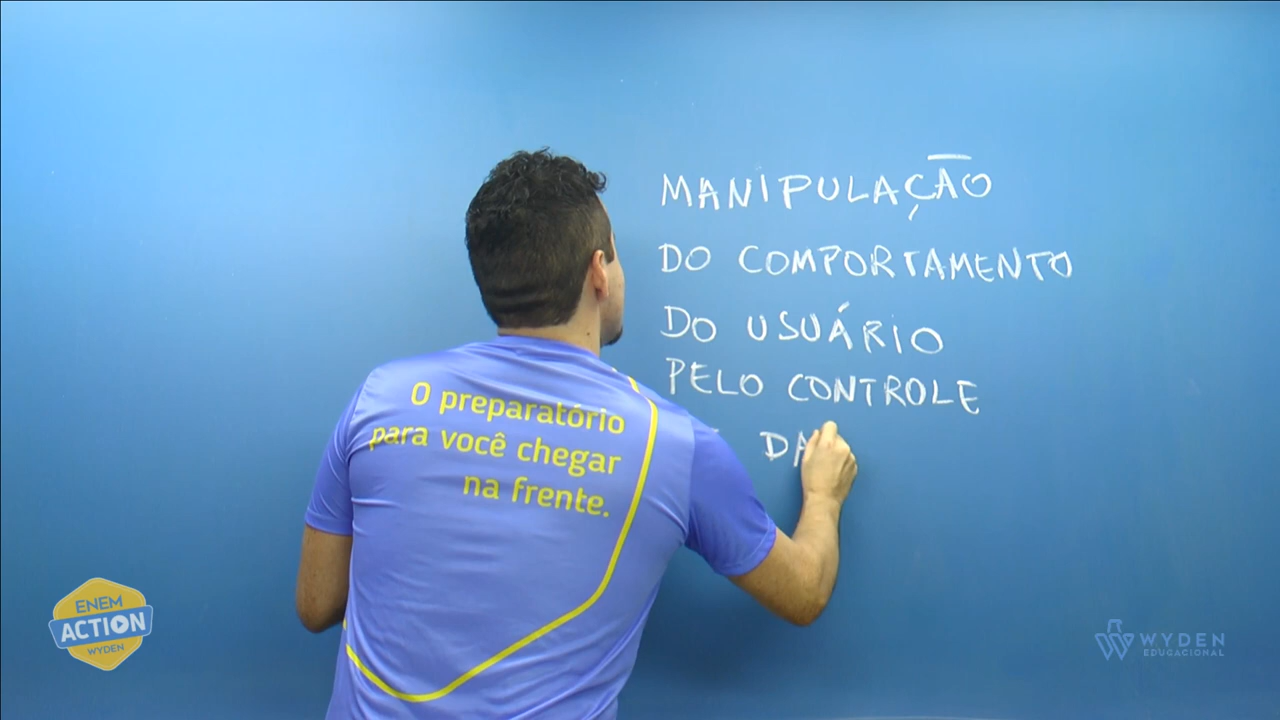 MANIPULAÇÃO
DO COMPORTAMENTO
DO USUÁRIO
PELO CONTROLE
O preparatório
para você chegar
na frente.
ENEM
ACTION
WYDEN
WYDEN
EDUCACIONAL